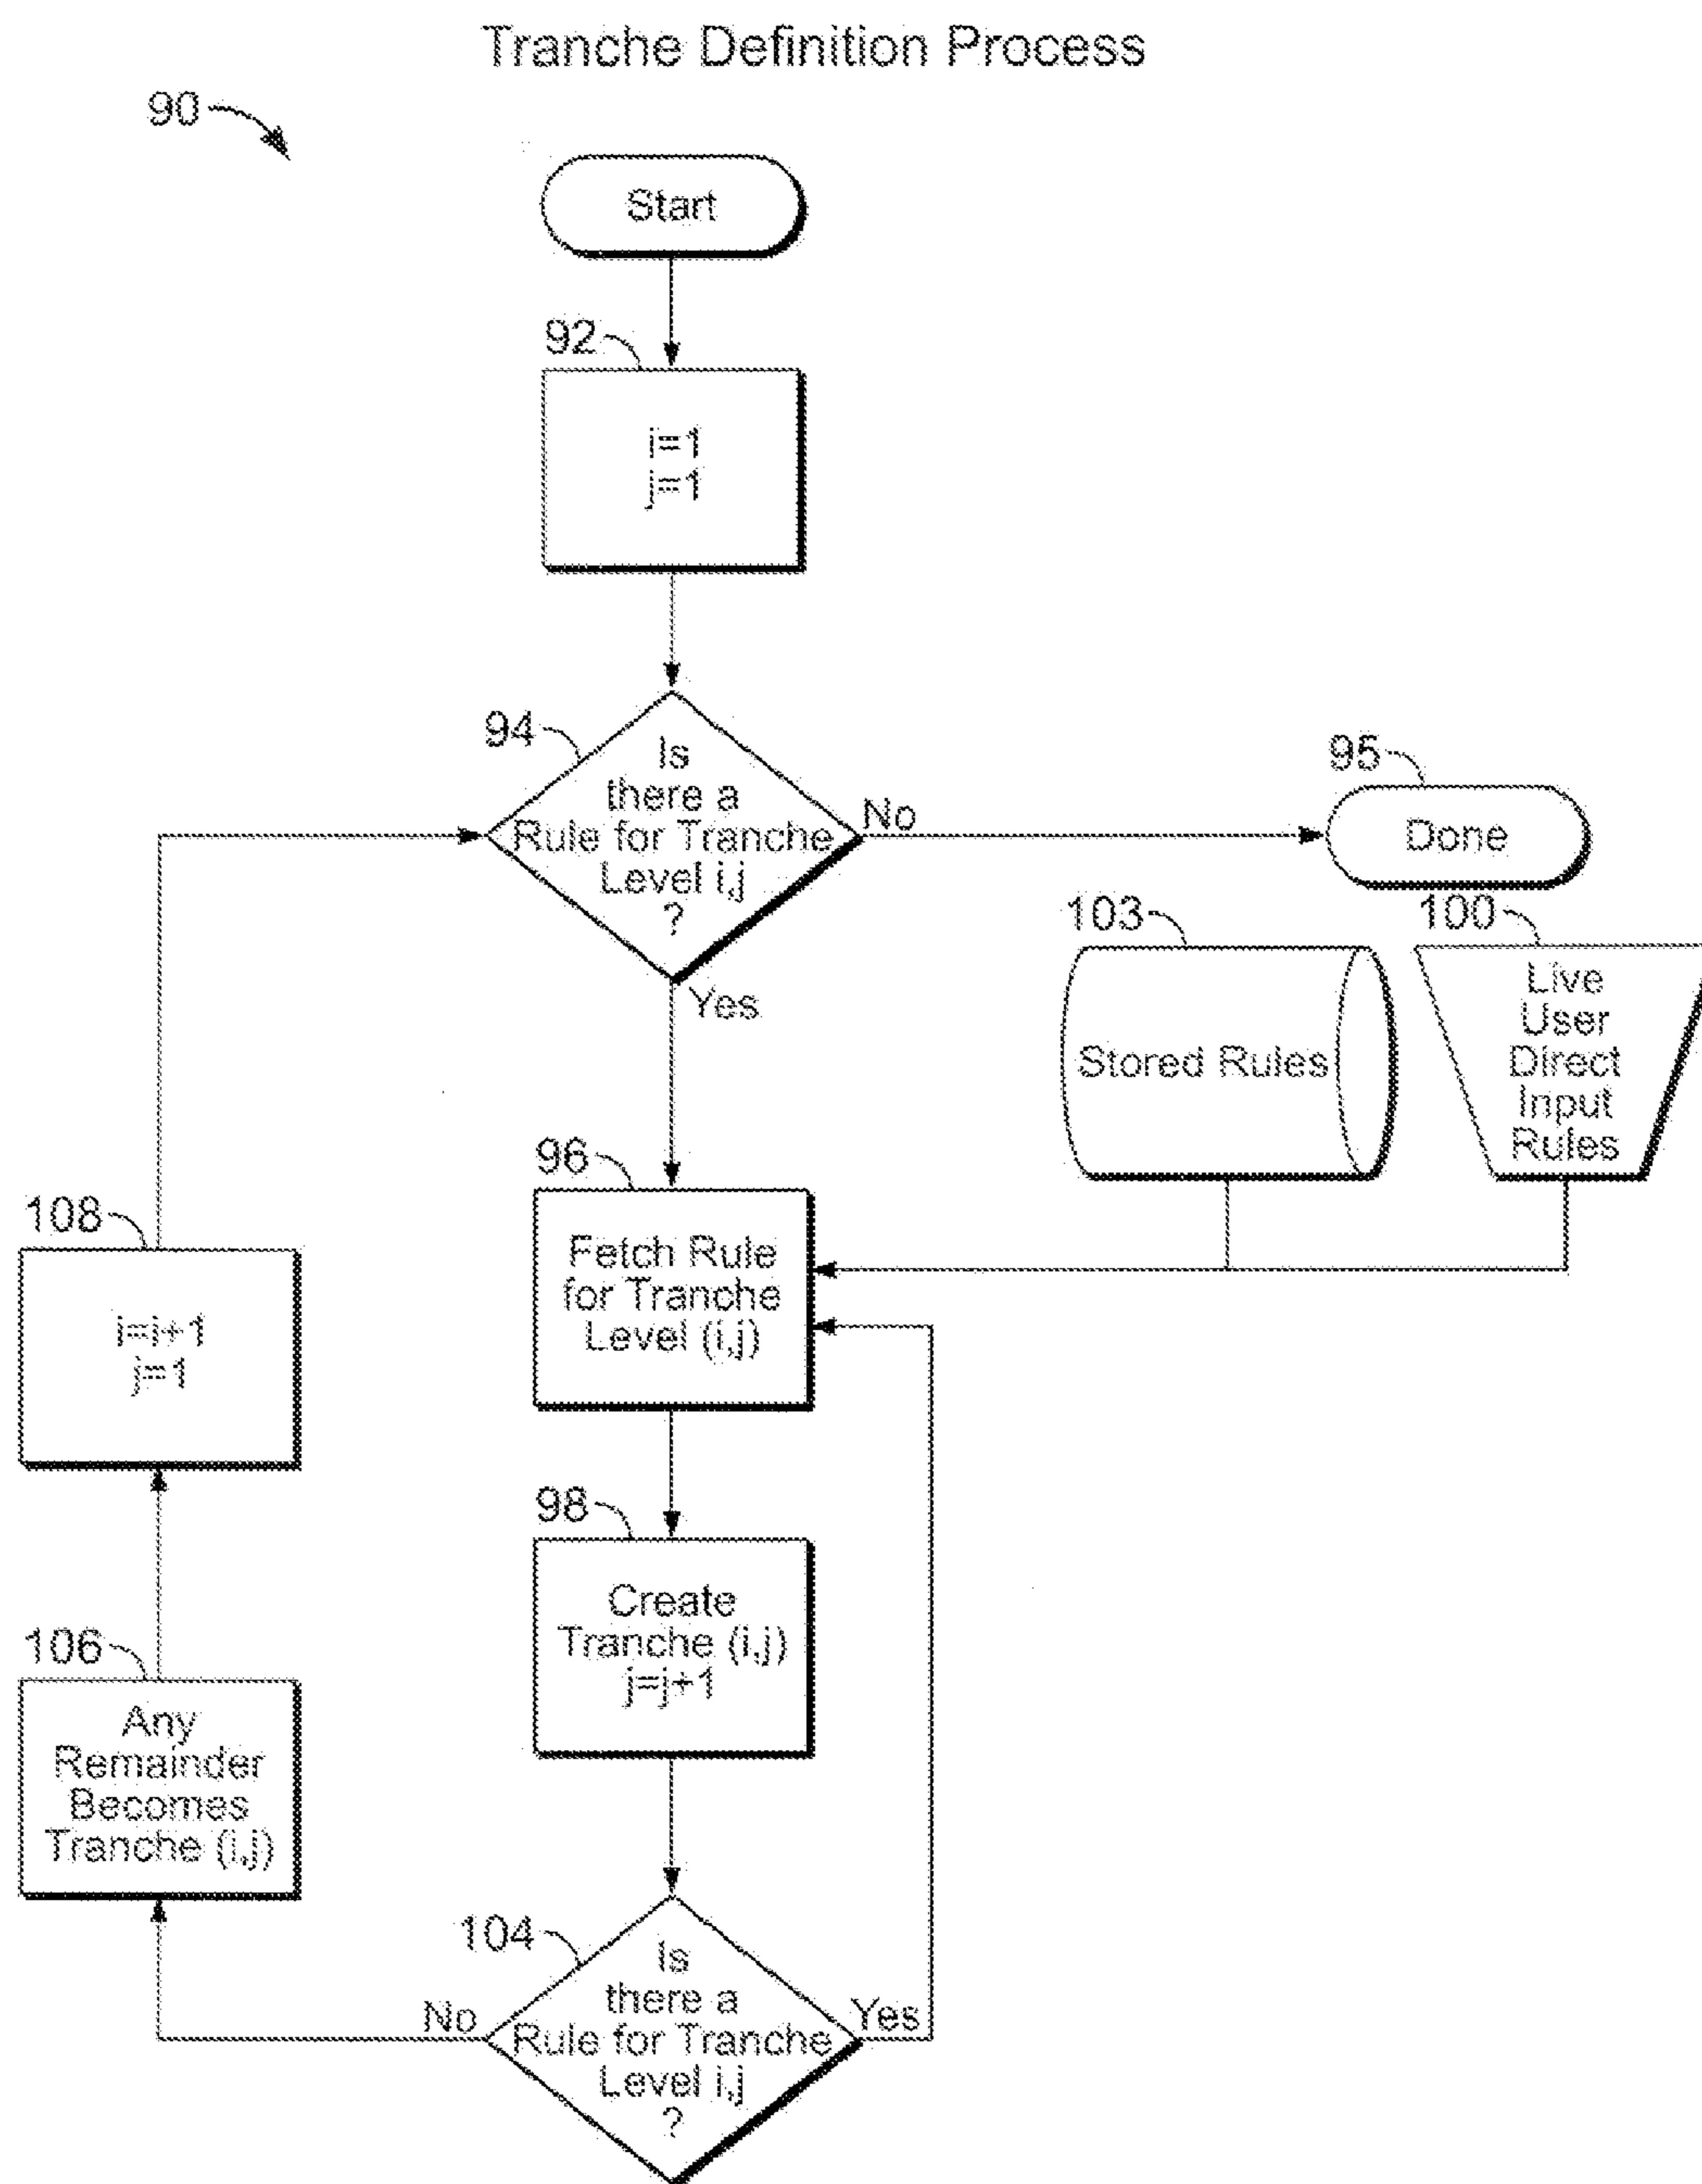 Tranche Definition Process
90
Start
92
i=1
j=1
94
Is
there a
Rule for Tranche
Level i,j
?
No
95
Done
Yes
103
Stored Rules
100
Live
User
Direct
Input
Rules
96
Fetch Rule
for Tranche
Level (i,j)
108
i=i+1
j=1
98
Create
Tranche (i,j)
j=j+1
106
Any
Remainder
Becomes
Tranche (i,j)
104
Is
there a
Rule for Tranche
Level i,j
?
No
Yes